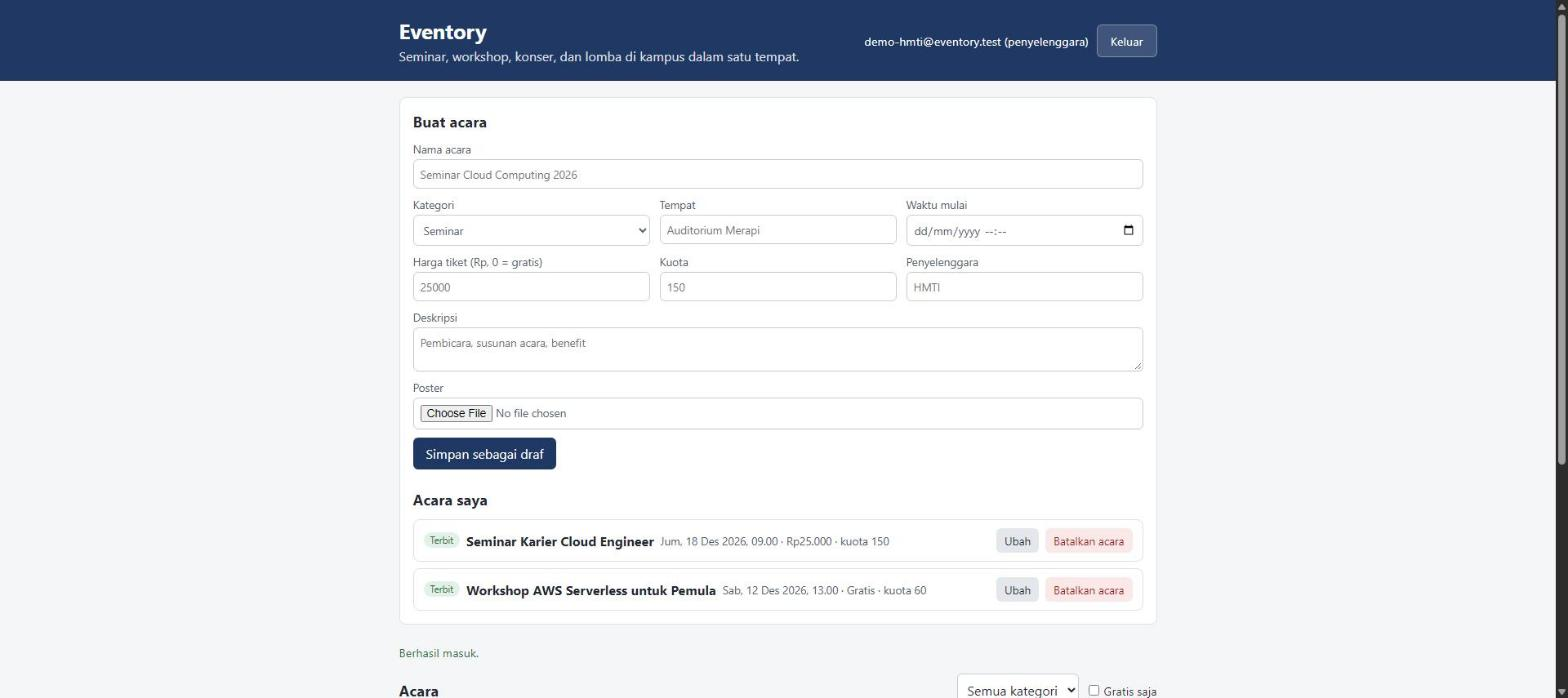 Eventory
Seminar, workshop, konser, dan lomba di kampus dalam satu tempat.
demo-hmti@eventory.test (penyelenggara) Keluar
Buat acara
Nama acara
Seminar Cloud Computing 2026
Kategori Tempat Waktu mulai
Seminar Auditorium Merapi dd/mm/yyyy --:--
Harga tiket (Rp, 0 = gratis) Kuota Penyelenggara
25000 150 HMTI
Deskripsi
Pembicara, susunan acara, benefit
Poster
Choose File No file chosen
Simpan sebagai draf
Acara saya
Terbit Seminar Karier Cloud Engineer Jum, 18 Des 2026, 09.00 · Rp25.000 · kuota 150 Ubah Batalkan acara
Terbit Workshop AWS Serverless untuk Pemula Sab, 12 Des 2026, 13.00 · Gratis · kuota 60 Ubah Batalkan acara
Berhasil masuk.
Acara Semua kategori Gratis saja